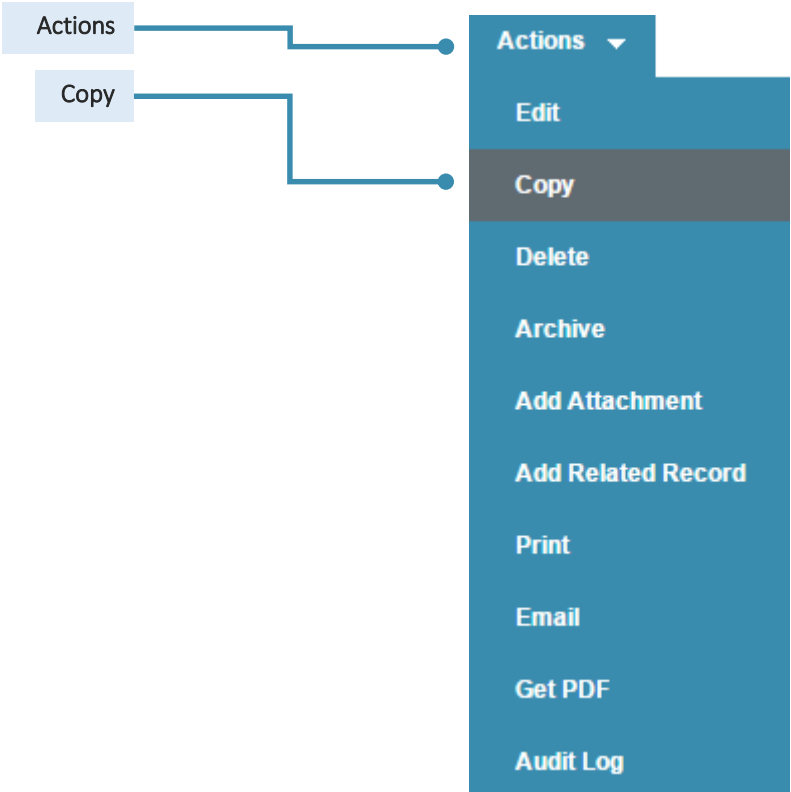 Actions
Copy
Actions
Edit
Copy
Delete
Archive
Add Attachment
Add Related Record
Print
Email
Get PDF
Audit Log